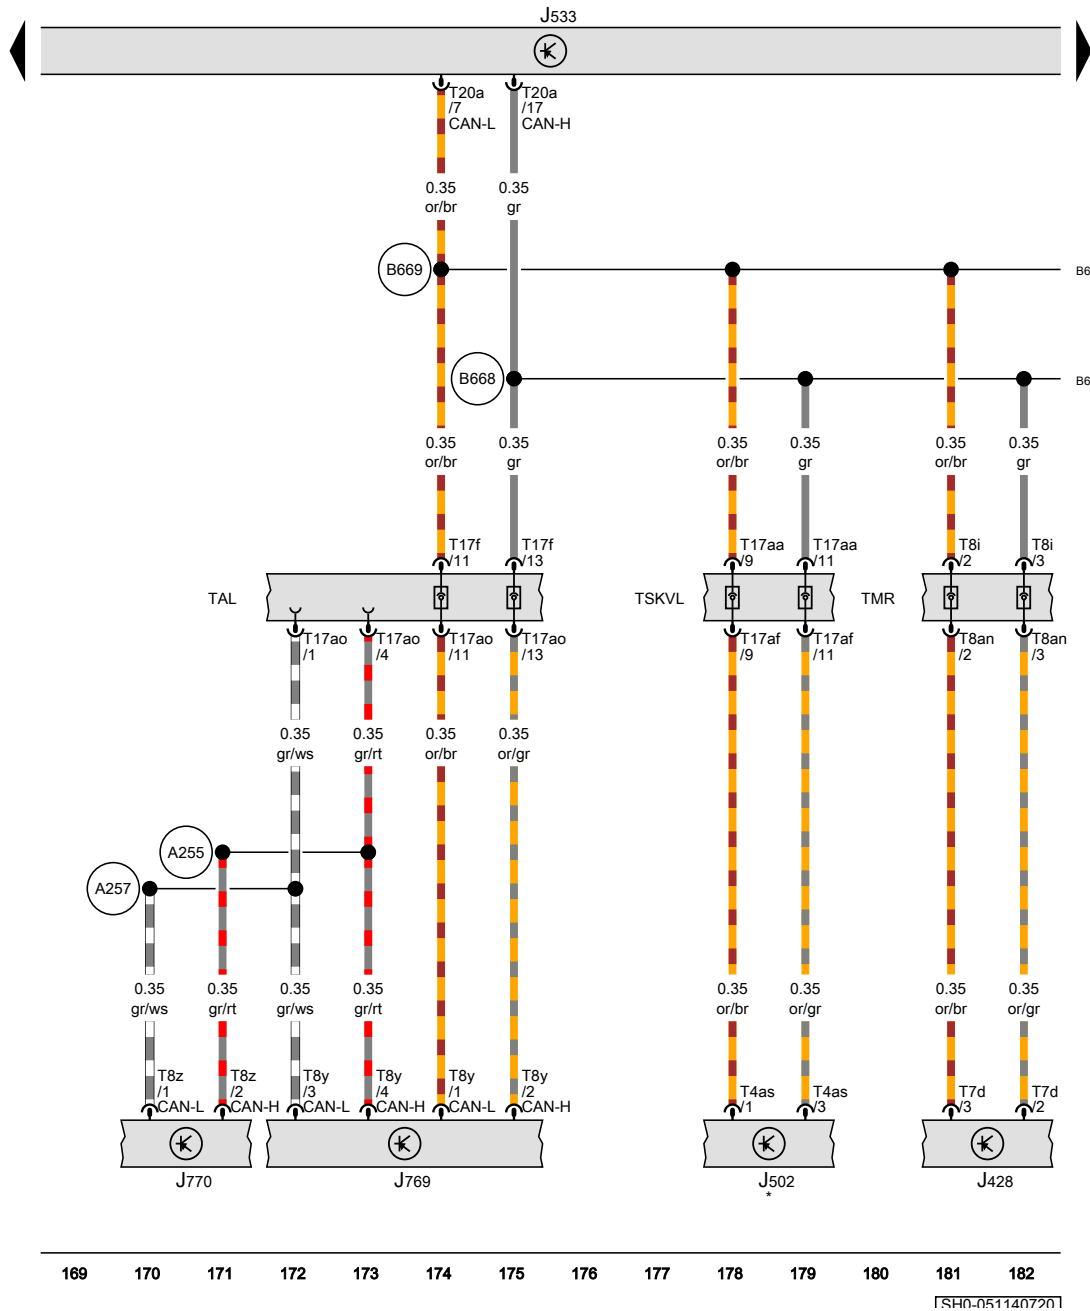 J533
T20a
/7
CAN-L
T20a
/17
CAN-H
0.35
or/br
0.35
gr
B669
B6
B668
B6
0.35
or/br
0.35
gr
0.35
or/br
0.35
gr
0.35
or/br
0.35
gr
T17f
/11
T17f
/13
T17aa
/9
T17aa
/11
T8i
/2
T8i
/3
TAL
TSKVL
TMR
T17ao
/1
T17ao
/4
T17ao
/11
T17ao
/13
T17af
/9
T17af
/11
T8an
/2
T8an
/3
0.35
gr/ws
0.35
gr/rt
0.35
or/br
0.35
or/gr
A255
A257
0.35
gr/ws
0.35
gr/rt
0.35
gr/ws
0.35
gr/rt
0.35
or/br
0.35
or/gr
0.35
or/br
0.35
or/gr
T8z
/1
CAN-L
T8z
/2
CAN-H
T8y
/3
CAN-L
T8y
/4
CAN-H
T8y
/1
CAN-L
T8y
/2
CAN-H
T4as
/1
T4as
/3
T7d
/3
T7d
/2
J770
J769
J502
*
J428
169 170 171 172 173 174 175 176 177 178 179 180 181 182
SH0-051140720